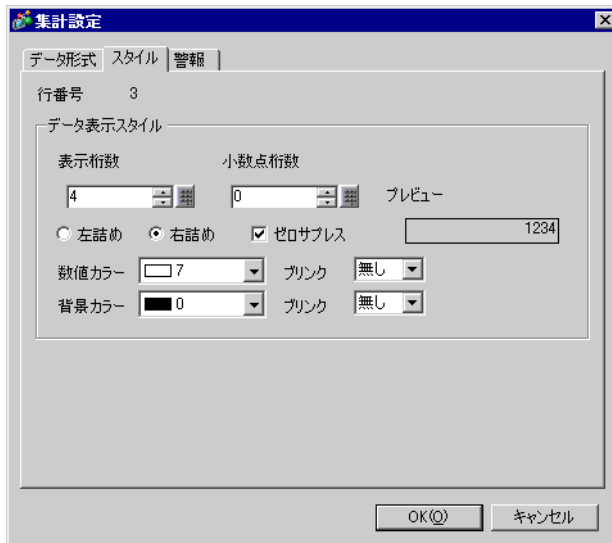 集計設定
データ形式 スタイル 警報
行番号 3
データ表示スタイル
表示桁数 小数点桁数
4 0 プレビュー
左詰め 右詰め ゼロサプレス 1234
数値カラー 7 ブリンク 無し
背景カラー 0 ブリンク 無し
OK(O) キャンセル